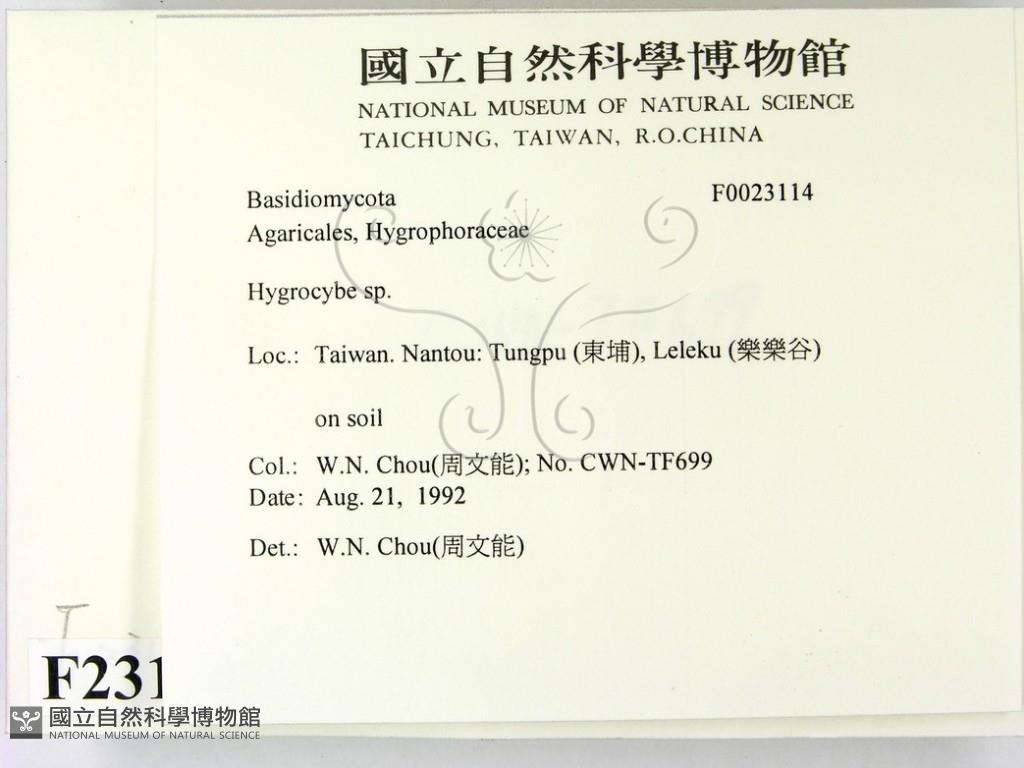 國立自然科學博物館
NATIONAL MUSEUM OF NATURAL SCIENCE
TAICHUNG, TAIWAN, R.O.CHINA
Basidiomycota F0023114
Agaricales, Hygrophoraceae
Hygrocybe sp.
Loc.: Taiwan. Nantou: Tungpu (東埔), Leleku (樂樂谷)
on soil
Col.: W.N. Chou(周文能); No. CWN-TF699
Date: Aug. 21, 1992
Det.: W.N. Chou(周文能)
F231
國立自然科學博物館
NATIONAL MUSEUM OF NATURAL SCIENCE